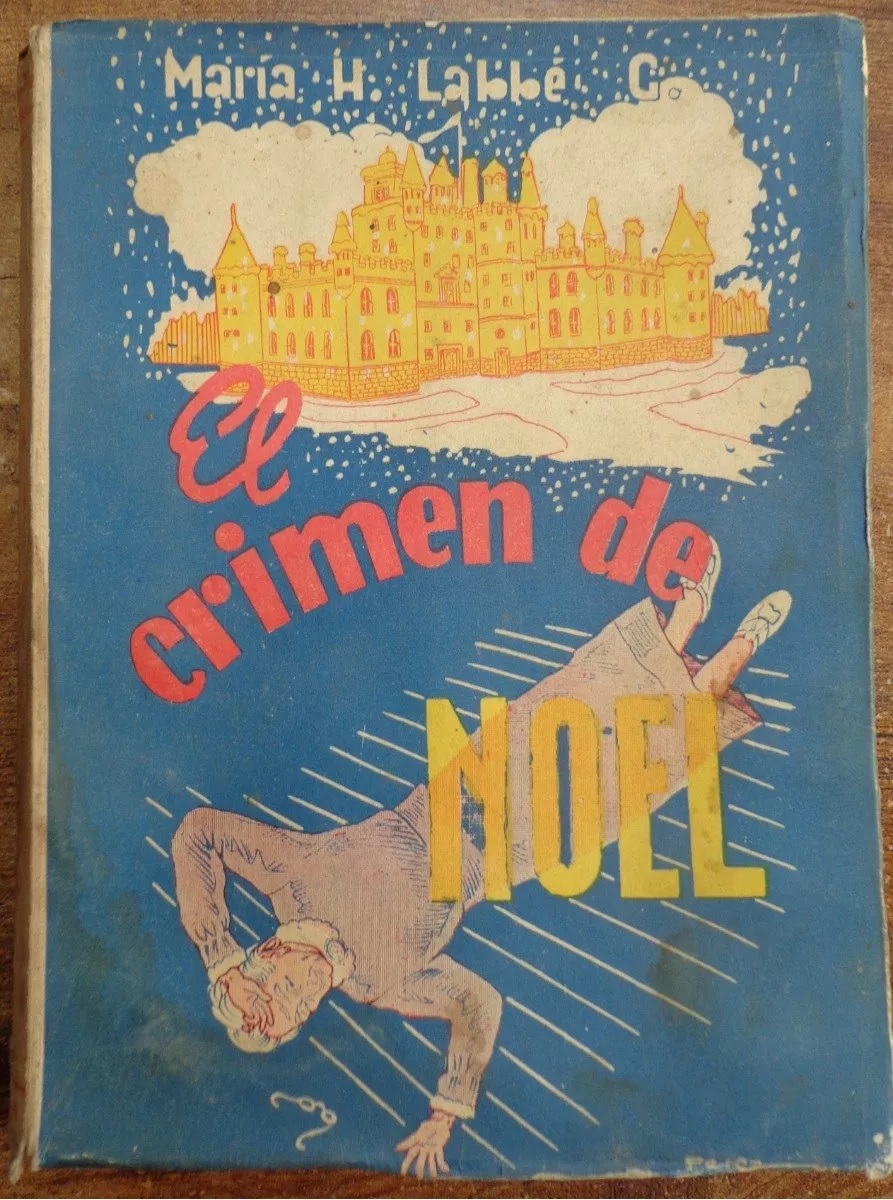 María H. Labbé C.
El
crimen de
NOEL